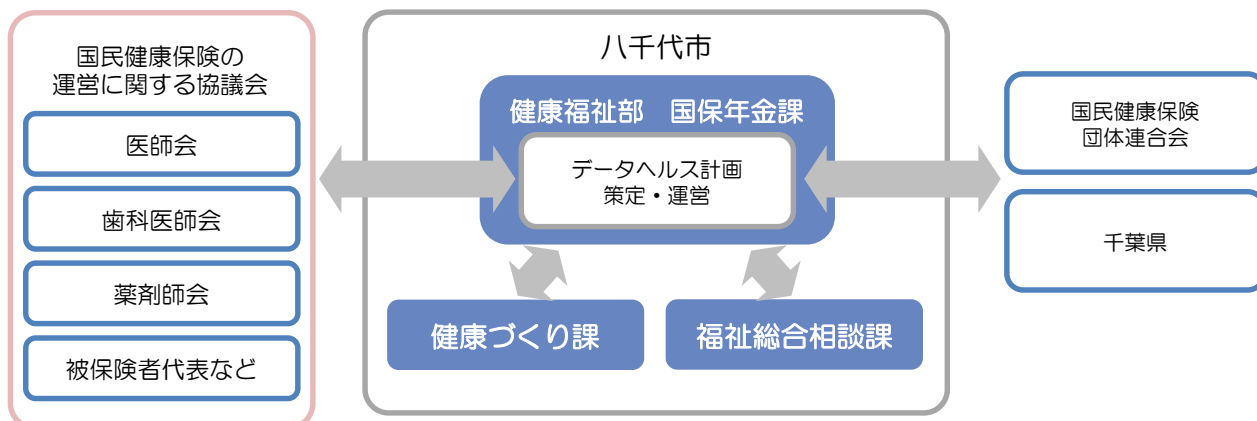 国民健康保険の
運営に関する協議会
医師会
歯科医師会
薬剤師会
被保険者代表など
八千代市
健康福祉部　国保年金課
データヘルス計画
策定・運営
健康づくり課
福祉総合相談課
国民健康保険
団体連合会
千葉県